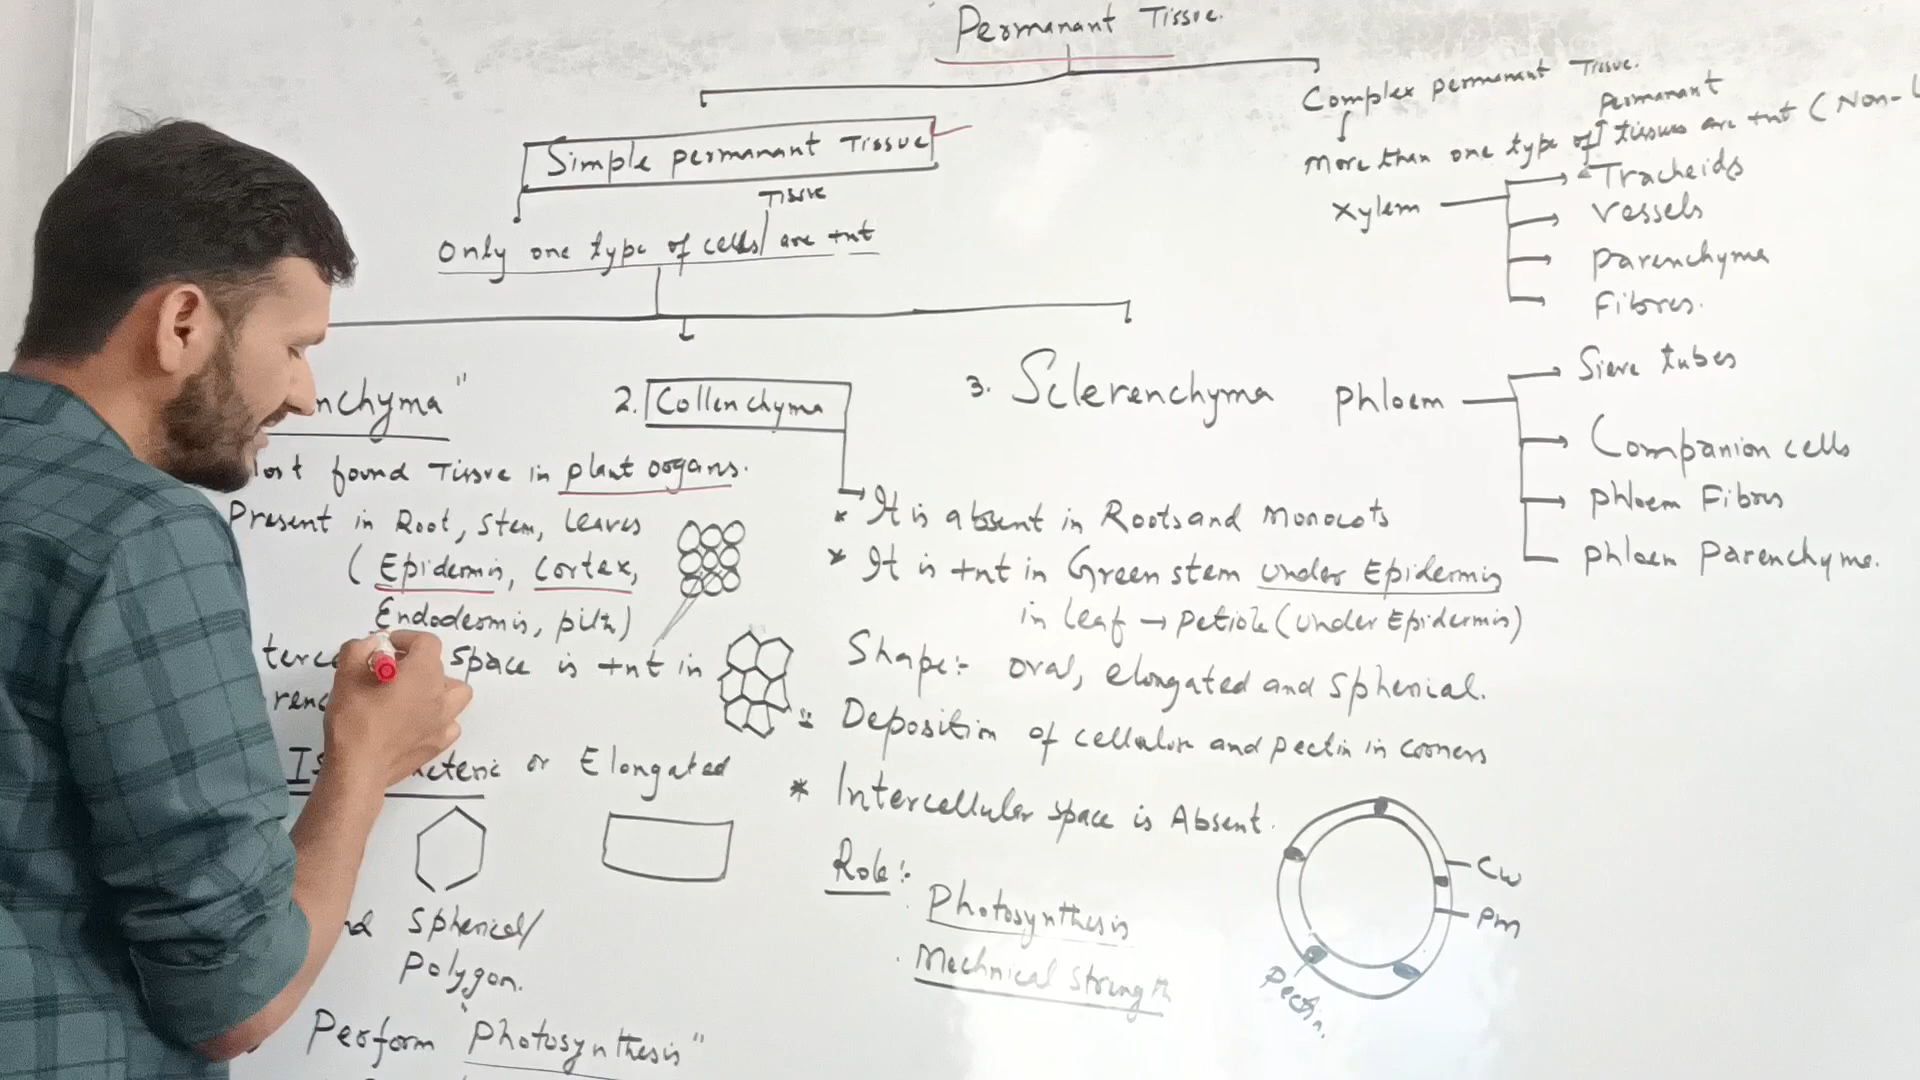 Permanant Tissue.
Simple permanant Tissue
Tissue
Only one type of cells are +nt
Complex permanant Tissue.
permanant
More than one type of tissues are +nt (Non-
xylem
Tracheids
vessels
parenchyma
Fibres.
phloem
Sieve tubes
Companion cells
phloem Fibres
phloem parenchyma.
nchyma"
found Tissue in plant organs.
Present in Root, stem, leaves
(Epidermis, cortex,
Endodermis, pith)
space is +nt in
or Elongated
Spherical/
Polygon.
Perform "Photosynthesis"
2. Collenchyma
* It is absent in Roots and Monocots
* It is +nt in Green stem under Epidermis
in leaf → petiole (under Epidermis)
Shape:- oval, elongated and spherical.
Deposition of cellulose and pectin in corners
* Intercellular space is Absent.
Role:-
Photosynthesis
Mechnical strength
CW
PM
Pectin.
3. Sclerenchyma